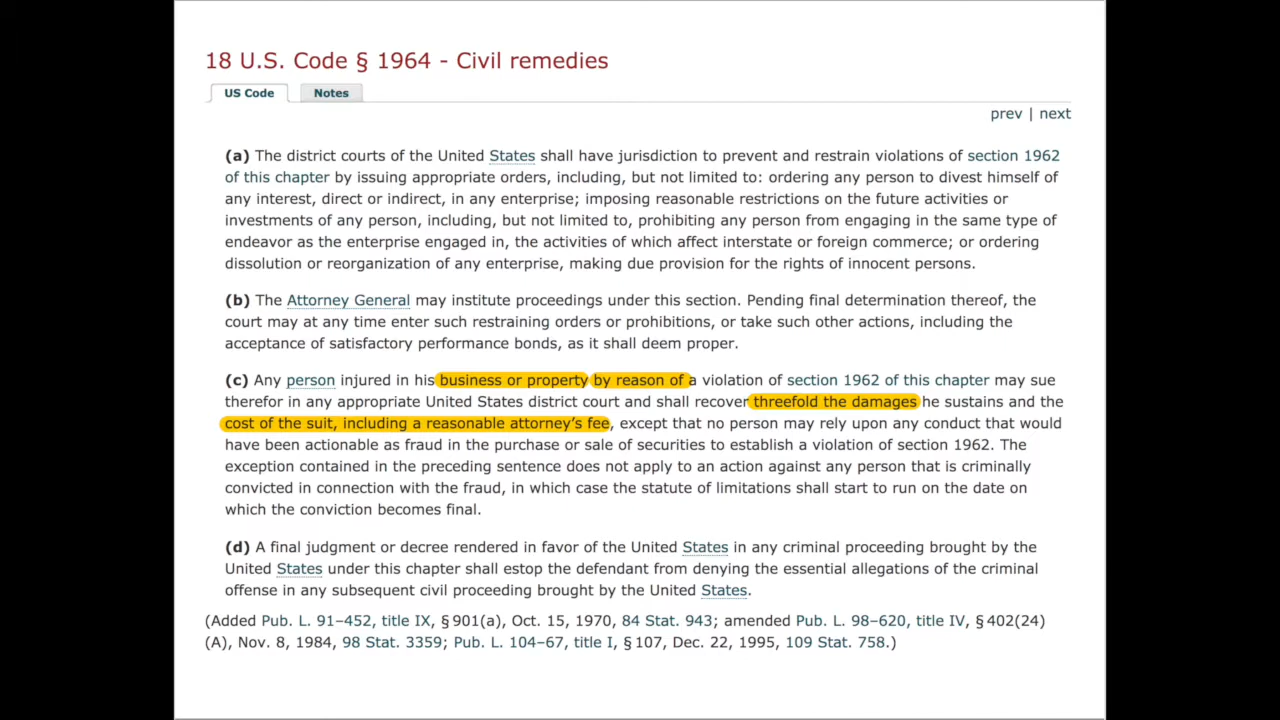 18 U.S. Code § 1964 - Civil remedies
US Code
Notes
prev | next
(a) The district courts of the United States shall have jurisdiction to prevent and restrain violations of section 1962
of this chapter by issuing appropriate orders, including, but not limited to: ordering any person to divest himself of
any interest, direct or indirect, in any enterprise; imposing reasonable restrictions on the future activities or
investments of any person, including, but not limited to, prohibiting any person from engaging in the same type of
endeavor as the enterprise engaged in, the activities of which affect interstate or foreign commerce; or ordering
dissolution or reorganization of any enterprise, making due provision for the rights of innocent persons.
(b) The Attorney General may institute proceedings under this section. Pending final determination thereof, the
court may at any time enter such restraining orders or prohibitions, or take such other actions, including the
acceptance of satisfactory performance bonds, as it shall deem proper.
(c) Any person injured in his business or property by reason of a violation of section 1962 of this chapter may sue
therefor in any appropriate United States district court and shall recover threefold the damages he sustains and the
cost of the suit, including a reasonable attorney's fee, except that no person may rely upon any conduct that would
have been actionable as fraud in the purchase or sale of securities to establish a violation of section 1962. The
exception contained in the preceding sentence does not apply to an action against any person that is criminally
convicted in connection with the fraud, in which case the statute of limitations shall start to run on the date on
which the conviction becomes final.
(d) A final judgment or decree rendered in favor of the United States in any criminal proceeding brought by the
United States under this chapter shall estop the defendant from denying the essential allegations of the criminal
offense in any subsequent civil proceeding brought by the United States.
(Added Pub. L. 91–452, title IX, § 901(a), Oct. 15, 1970, 84 Stat. 943; amended Pub. L. 98–620, title IV, § 402(24)
(A), Nov. 8, 1984, 98 Stat. 3359; Pub. L. 104–67, title I, § 107, Dec. 22, 1995, 109 Stat. 758.)